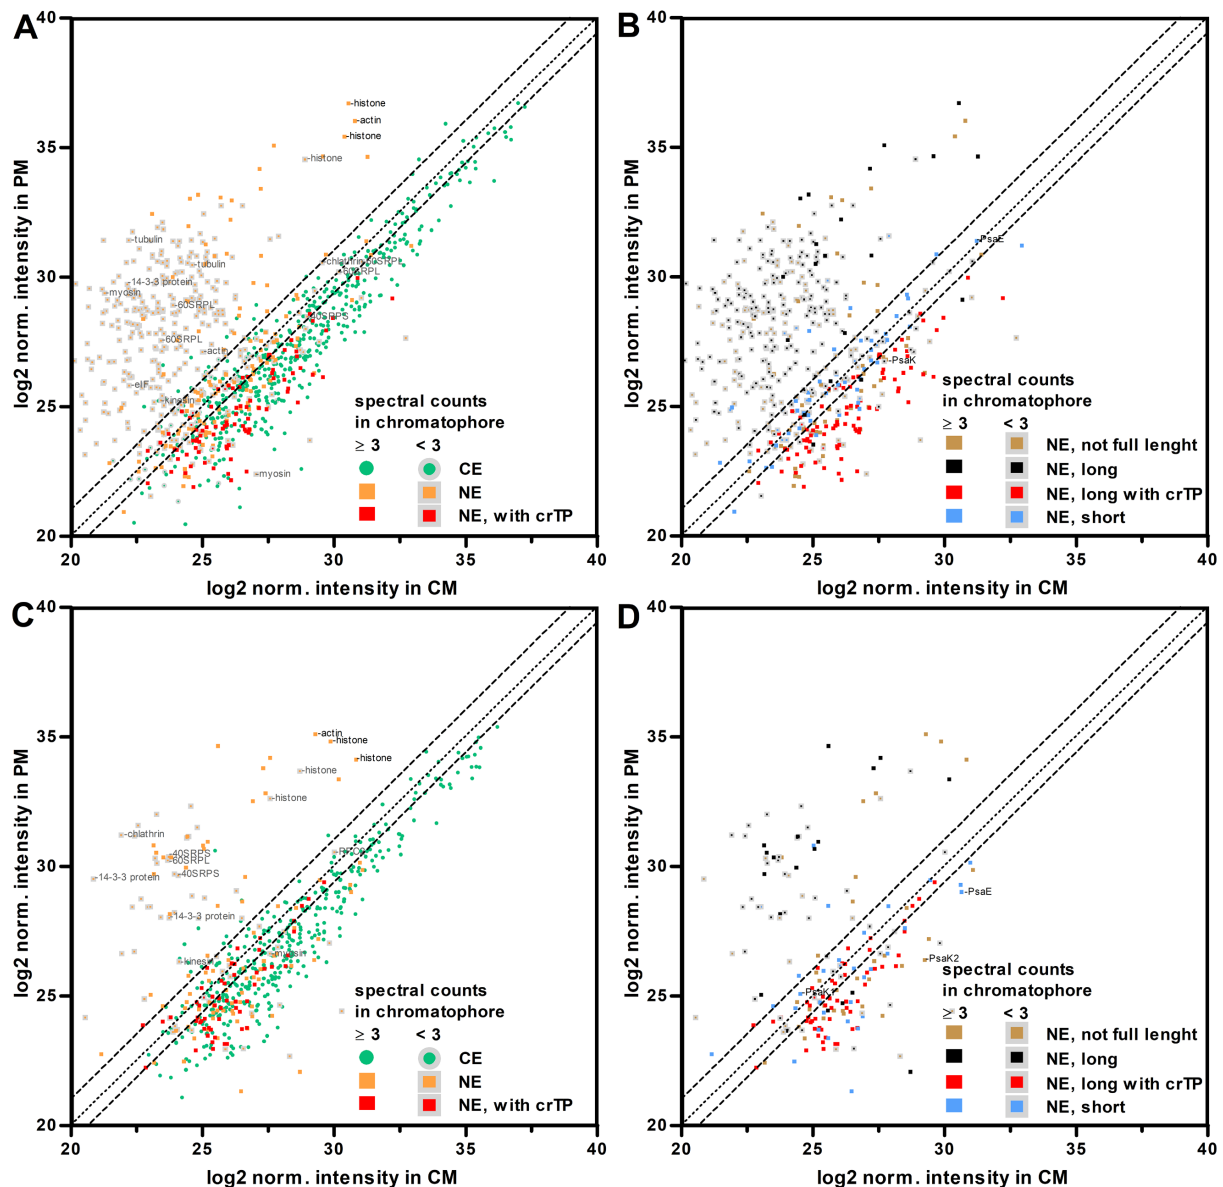 A
40
35
30
25
20
20
25
30
35
40
log2 norm. intensity in PM
log2 norm. intensity in CM
-histone
-actin
-histone
-histone
-tubulin
-tubulin
-14-3-3 protein
-myosin
-60SRPL
-60SRPL
-actin
-eIF
-kinesin
-chlathrin
-60SRPL
-60SRPL
-40SRPS
-myosin
spectral counts
in chromatophore
≥ 3 < 3
CE
NE
NE, with crTP
B
40
35
30
25
20
20
25
30
35
40
log2 norm. intensity in PM
log2 norm. intensity in CM
-PsaE
-PsaK
spectral counts
in chromatophore
≥ 3 < 3
NE, not full lenght
NE, long
NE, long with crTP
NE, short
C
40
35
30
25
20
20
25
30
35
40
log2 norm. intensity in PM
log2 norm. intensity in CM
-actin
-histone
-histone
-histone
-histone
-chlathrin
-40SRPS
-60SRPL
-40SRPS
-14-3-3 protein
-14-3-3 protein
-kinesin
-myosin
spectral counts
in chromatophore
≥ 3 < 3
CE
NE
NE, with crTP
D
40
35
30
25
20
20
25
30
35
40
log2 norm. intensity in PM
log2 norm. intensity in CM
-PsaE
-PsaK2
-PsaK1
spectral counts
in chromatophore
≥ 3 < 3
NE, not full lenght
NE, long
NE, long with crTP
NE, short